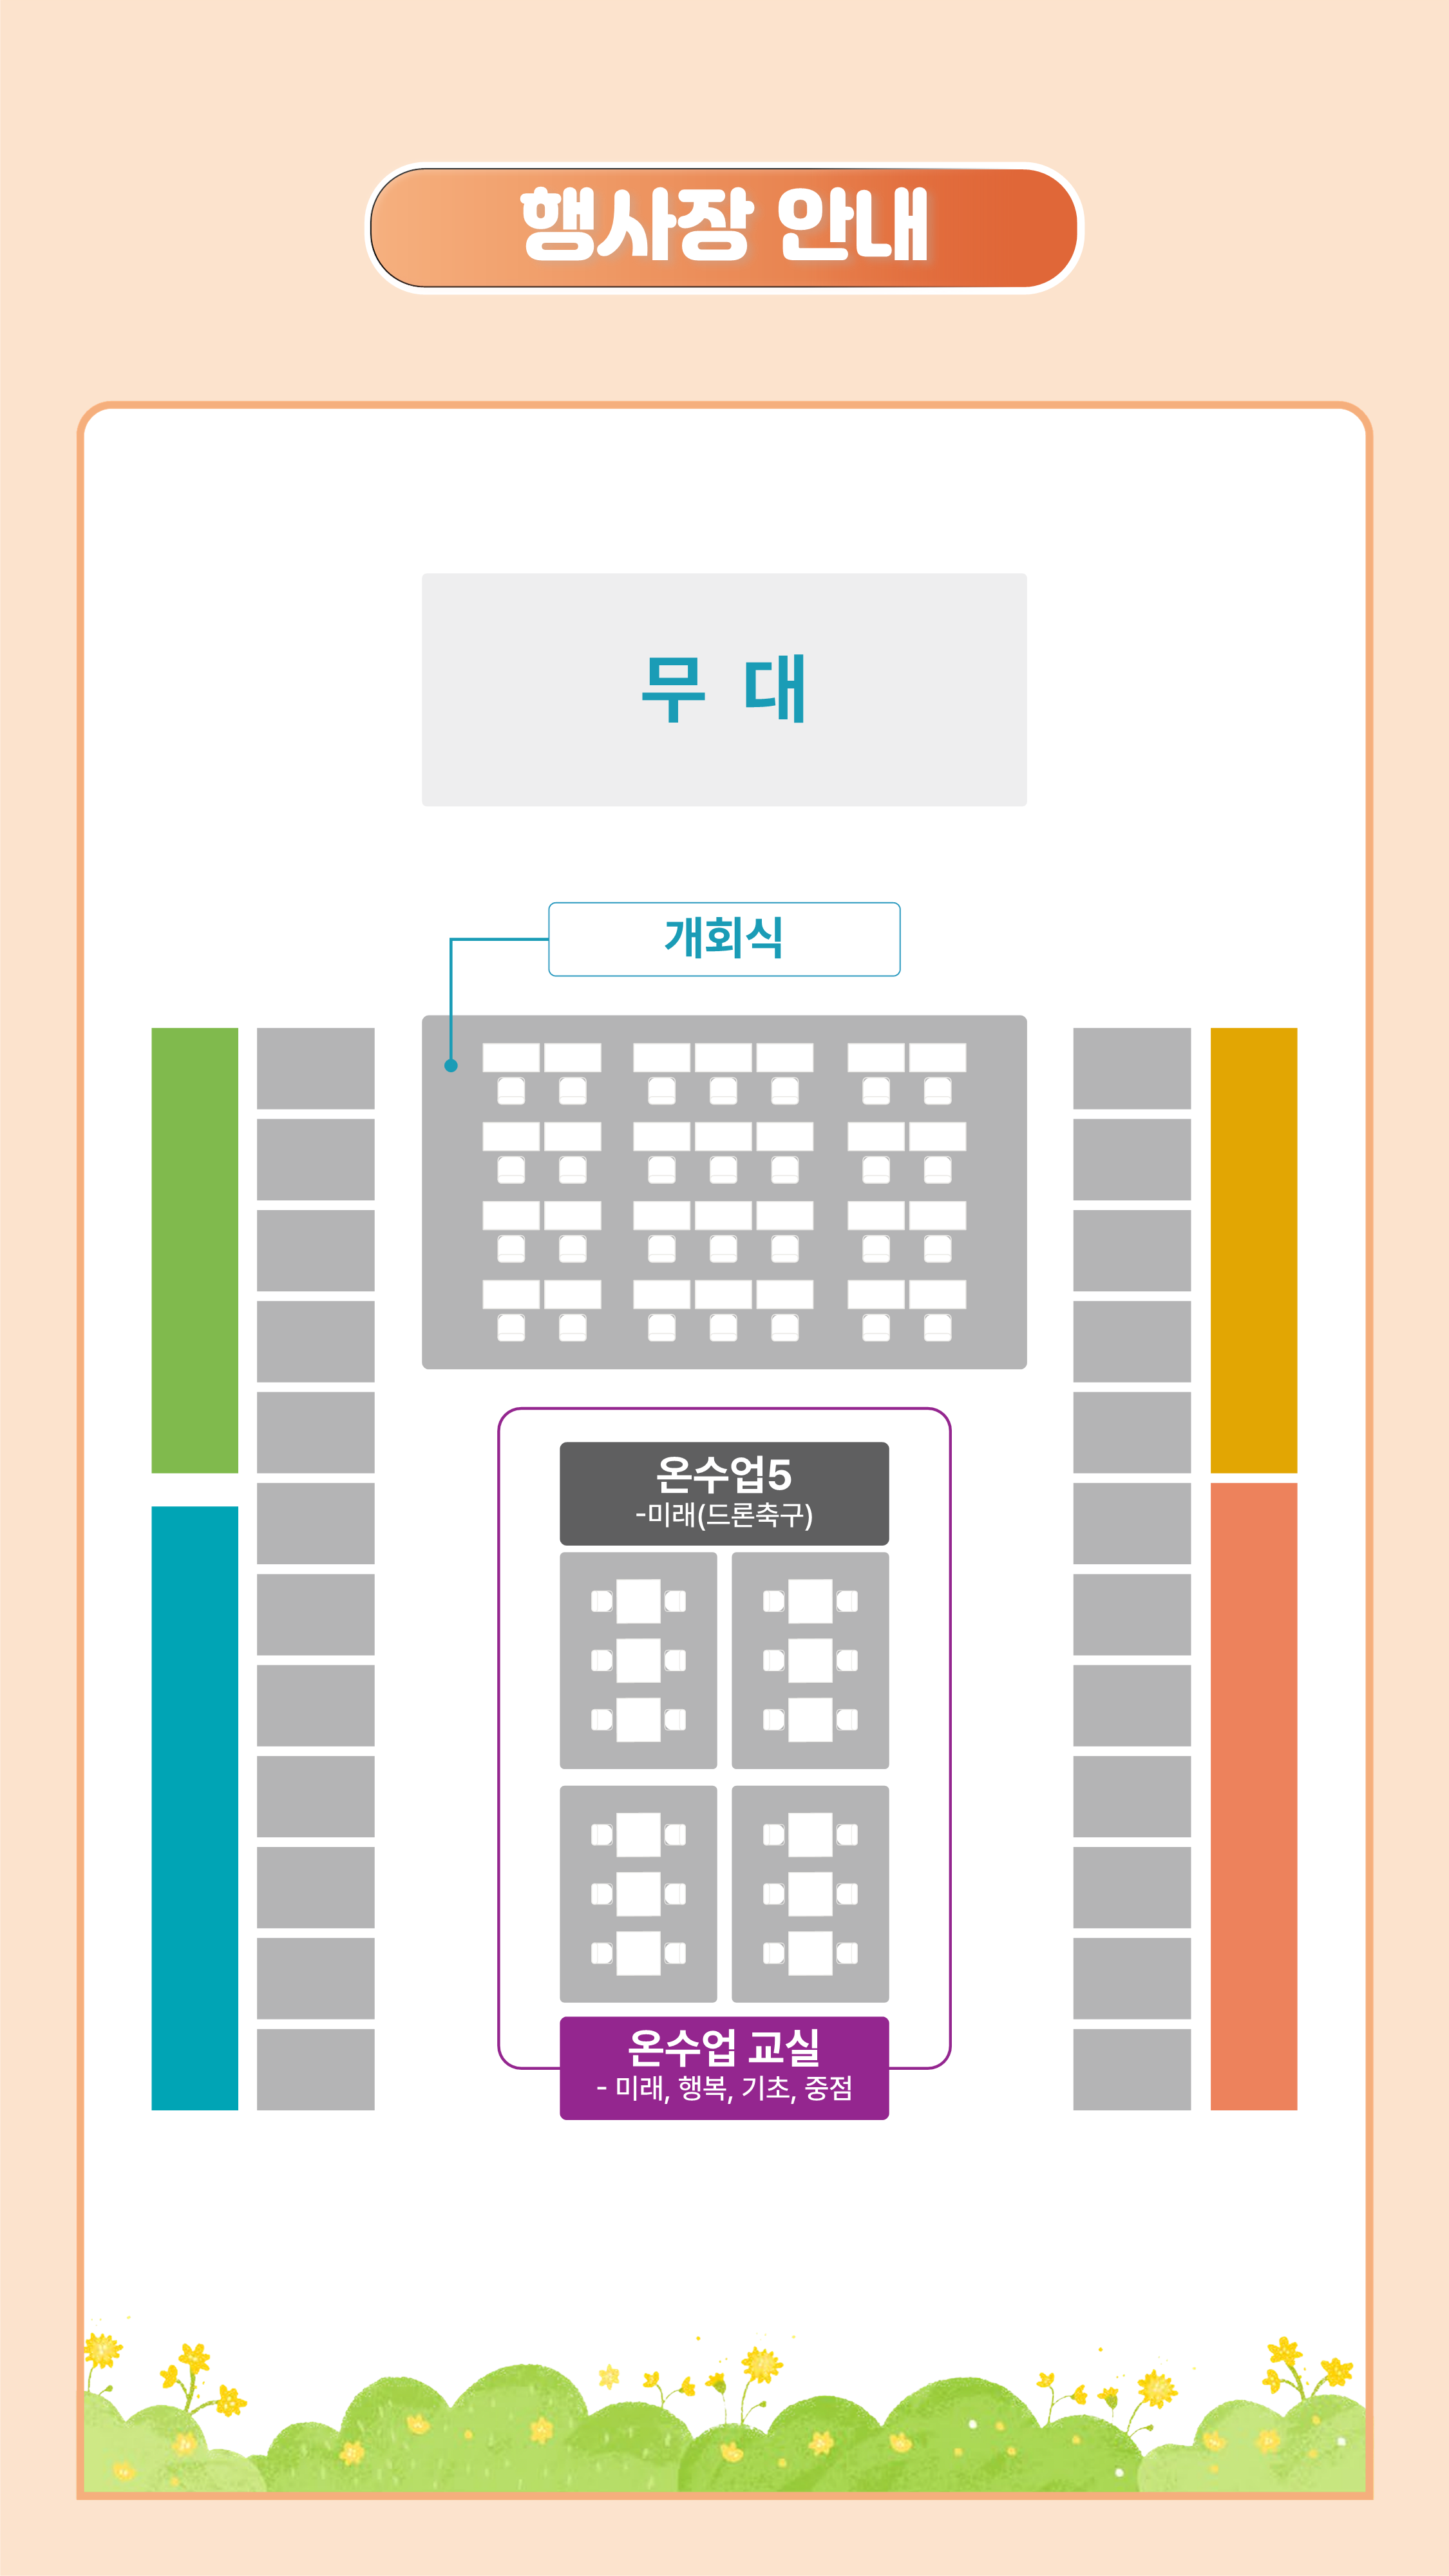 행사장 안내
무 대
개회식
온수업5
-미래(드론축구)
온수업 교실
- 미래, 행복, 기초, 중점